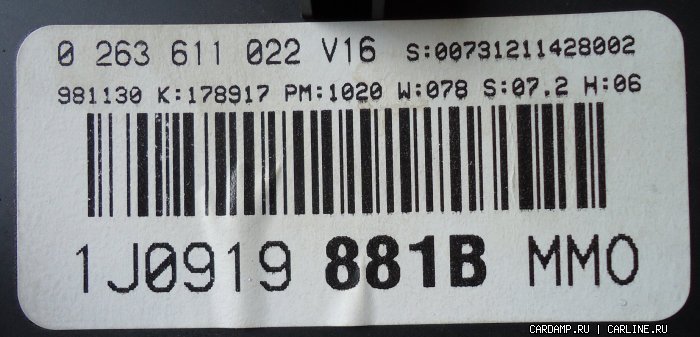 0 263 611 022 V16 S:00731211428002
981130 K:178917 PM:1020 W:078 S:07.2 H:06
1J0919 881B MMO
CARDAMP.RU | CARLINE.RU